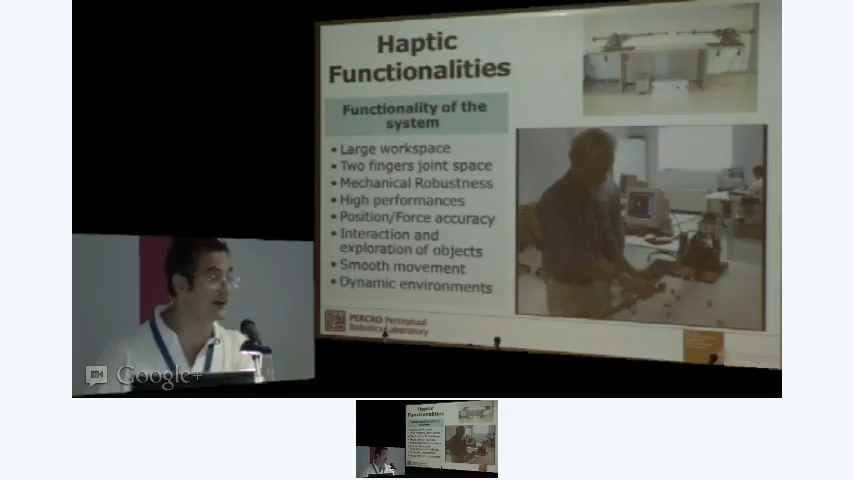 Haptic
Functionalities
Functionality of the
system
• Large workspace
• Two fingers joint space
• Mechanical Robustness
• High performances
• Position/Force accuracy
• Interaction and
exploration of objects
• Smooth movement
• Dynamic environments
PERCRO Perceptual
Robotics Laboratory
Google+